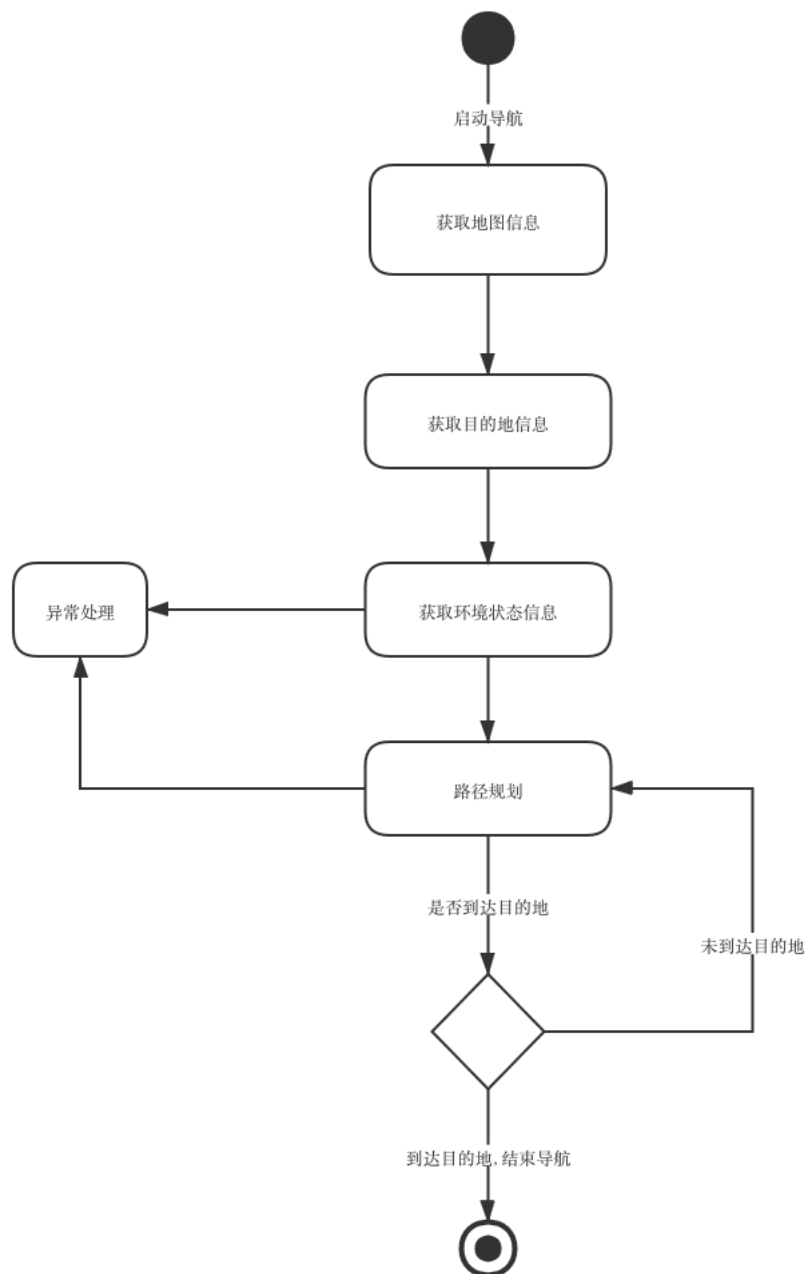 启动导航
获取地图信息
获取目的地信息
异常处理
获取环境状态信息
路径规划
是否到达目的地
未到达目的地
到达目的地,结束导航